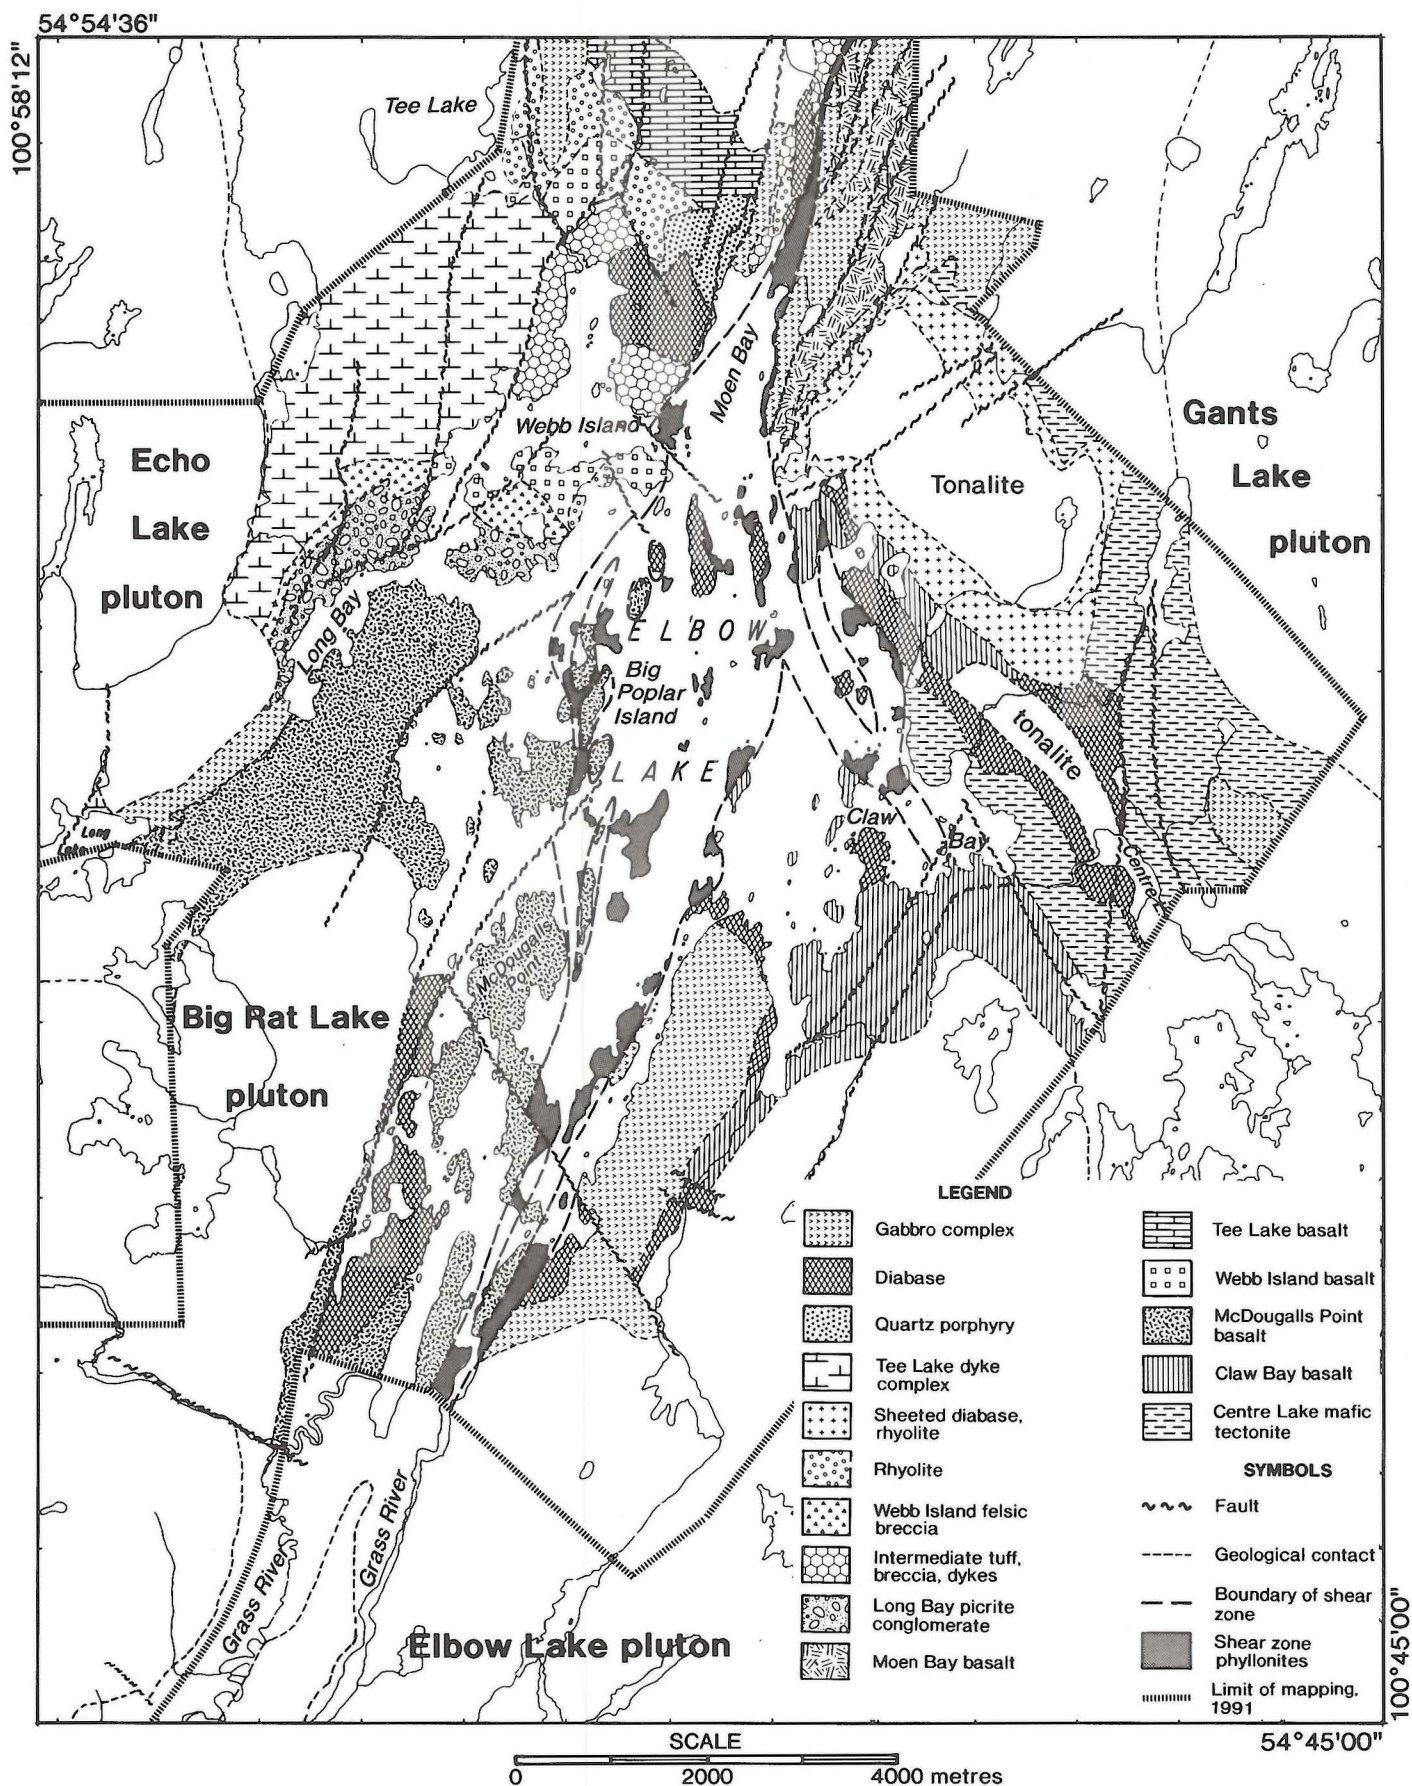 54°54'36"
100°58'12"
Tee Lake
Moen Bay
Webb Island
Gants
Lake
pluton
Echo
Lake
pluton
Tonalite
Long Bay
ELBOW
Big
Poplar
Island
LAKE
tonalite
Long
Lake
Claw
Bay
Centre
McDougalls
Point
Big Rat Lake
pluton
Grass River
Grass River
Elbow Lake pluton
LEGEND
Gabbro complex
Diabase
Quartz porphyry
Tee Lake dyke
complex
Sheeted diabase,
rhyolite
Rhyolite
Webb Island felsic
breccia
Intermediate tuff,
breccia, dykes
Long Bay picrite
conglomerate
Moen Bay basalt
Tee Lake basalt
Webb Island basalt
McDougalls Point
basalt
Claw Bay basalt
Centre Lake mafic
tectonite
SYMBOLS
Fault
Geological contact
Boundary of shear
zone
Shear zone
phyllonites
Limit of mapping,
1991
100°45'00"
54°45'00"
SCALE
0 2000 4000 metres